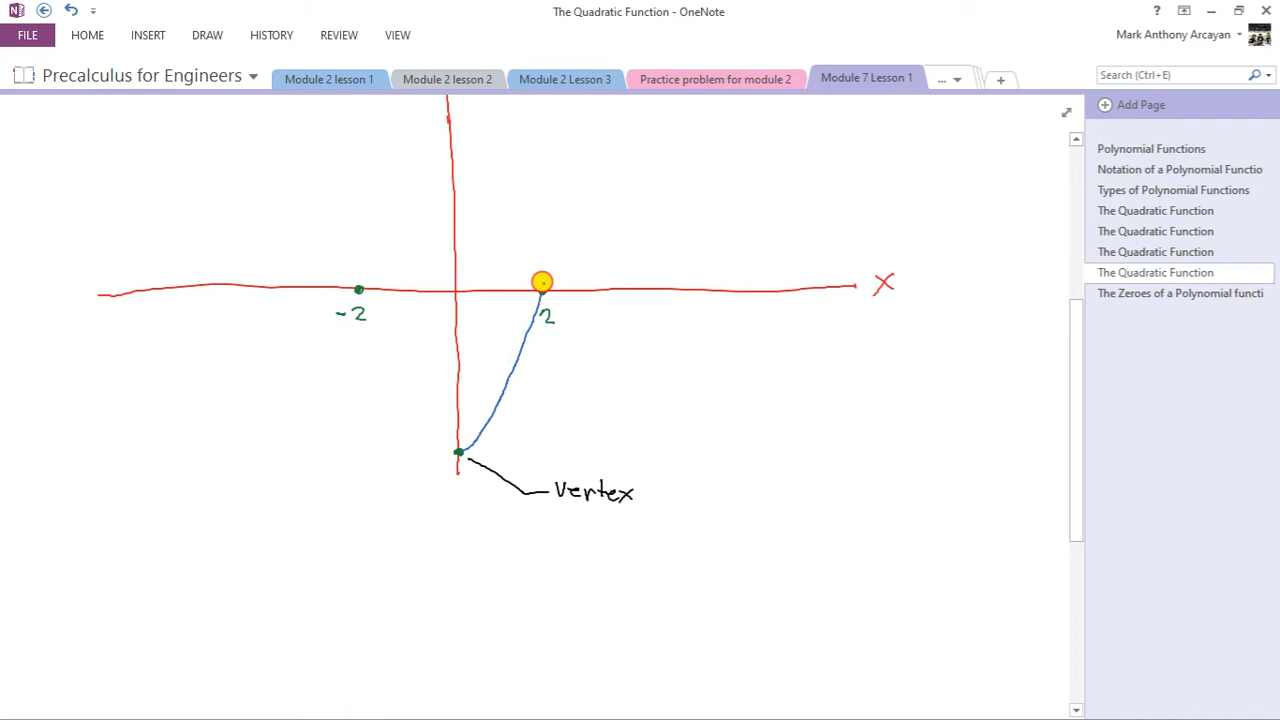 The Quadratic Function - OneNote
?
FILE HOME INSERT DRAW HISTORY REVIEW VIEW
Mark Anthony Arcayan
Precalculus for Engineers
Module 2 lesson 1
Module 2 lesson 2
Module 2 Lesson 3
Practice problem for module 2
Module 7 Lesson 1
...
Search (Ctrl+E)
Add Page
Polynomial Functions
Notation of a Polynomial Functio
Types of Polynomial Functions
The Quadratic Function
The Quadratic Function
The Quadratic Function
The Quadratic Function
The Zeroes of a Polynomial functi
X
-2
2
Vertex